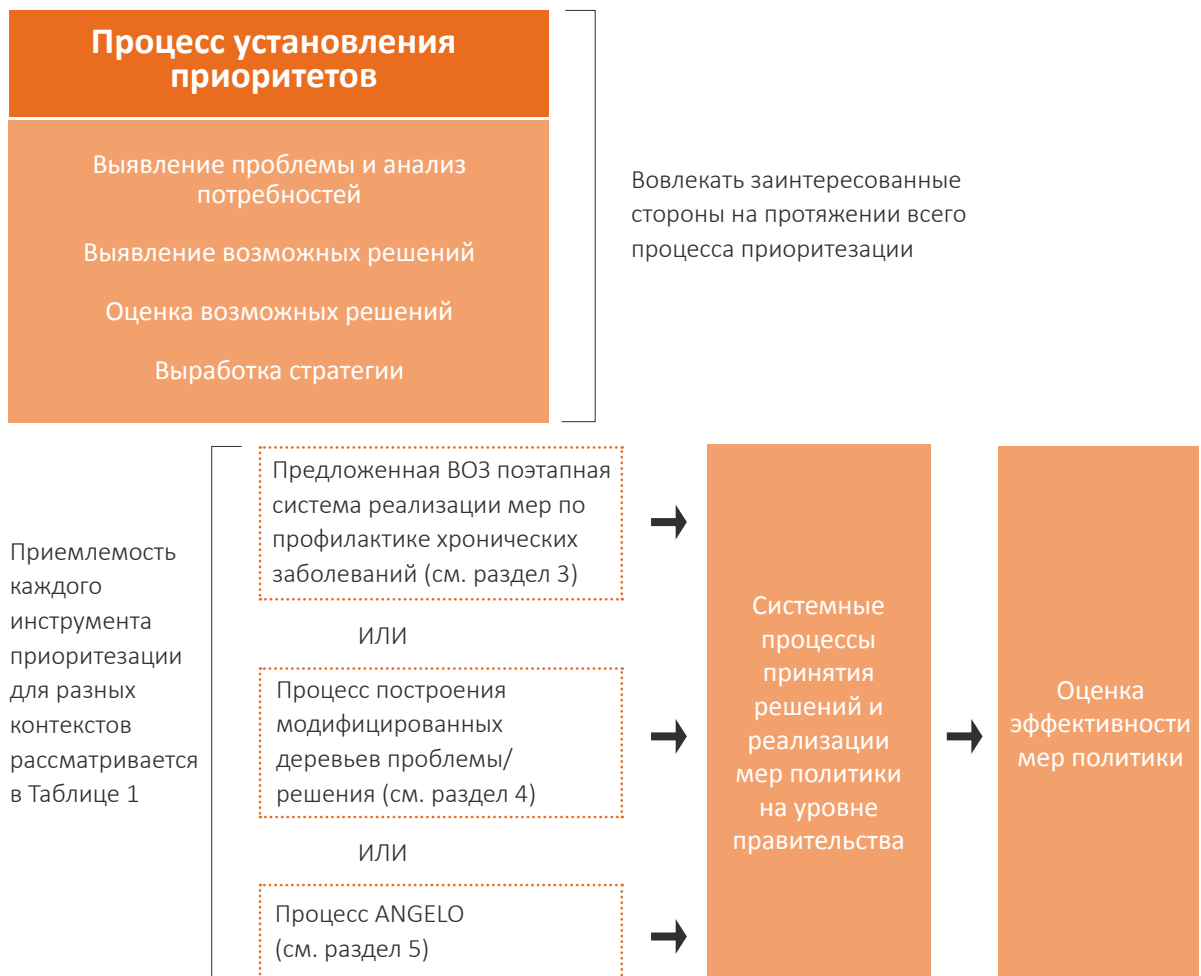 Процесс установления
приоритетов
Выявление проблемы и анализ
потребностей
Выявление возможных решений
Оценка возможных решений
Выработка стратегии
Вовлекать заинтересованные
стороны на протяжении всего
процесса приоритезации
Приемлемость
каждого
инструмента
приоритезации
для разных
контекстов
рассматривается
в Таблице 1
Предложенная ВОЗ поэтапная
система реализации мер по
профилактике хронических
заболеваний (см. раздел 3)
ИЛИ
Процесс построения
модифицированных
деревьев проблемы/
решения (см. раздел 4)
ИЛИ
Процесс ANGELO
(см. раздел 5)
Системные
процессы
принятия
решений и
реализации
мер политики
на уровне
правительства
Оценка
эффективности
мер политики